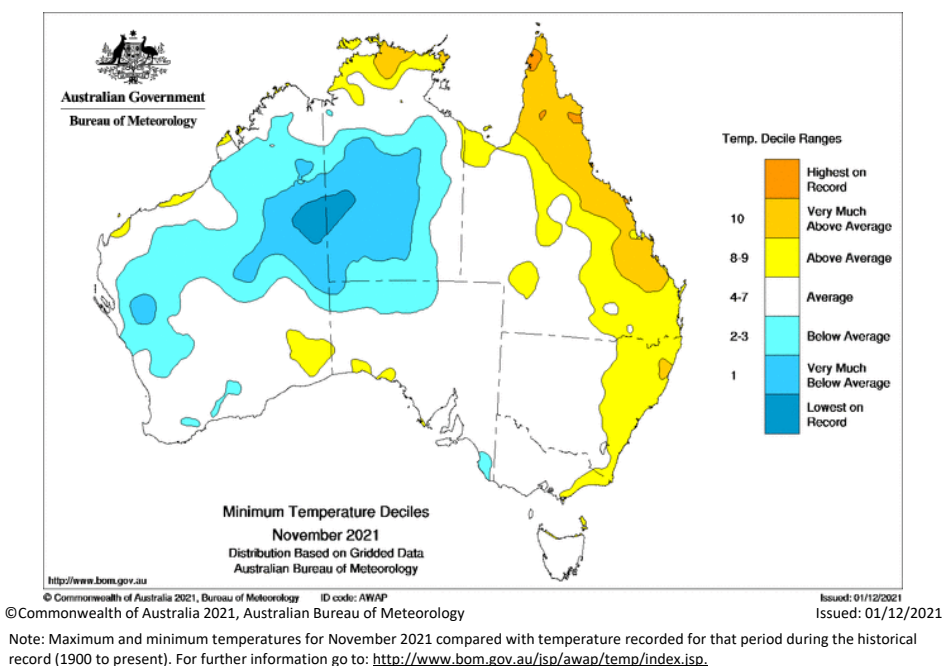 Australian Government
Bureau of Meteorology
Temp. Decile Ranges
Highest on
Record
10
Very Much
Above Average
8-9
Above Average
4-7
Average
2-3
Below Average
1
Very Much
Below Average
Lowest on
Record
Minimum Temperature Deciles
November 2021
Distribution Based on Gridded Data
Australian Bureau of Meteorology
http://www.bom.gov.au
© Commonwealth of Australia 2021, Bureau of Meteorology ID code: AWAP Issued: 01/12/2021
©Commonwealth of Australia 2021, Australian Bureau of Meteorology Issued: 01/12/2021
Note: Maximum and minimum temperatures for November 2021 compared with temperature recorded for that period during the historical
record (1900 to present). For further information go to: http://www.bom.gov.au/jsp/awap/temp/index.jsp.